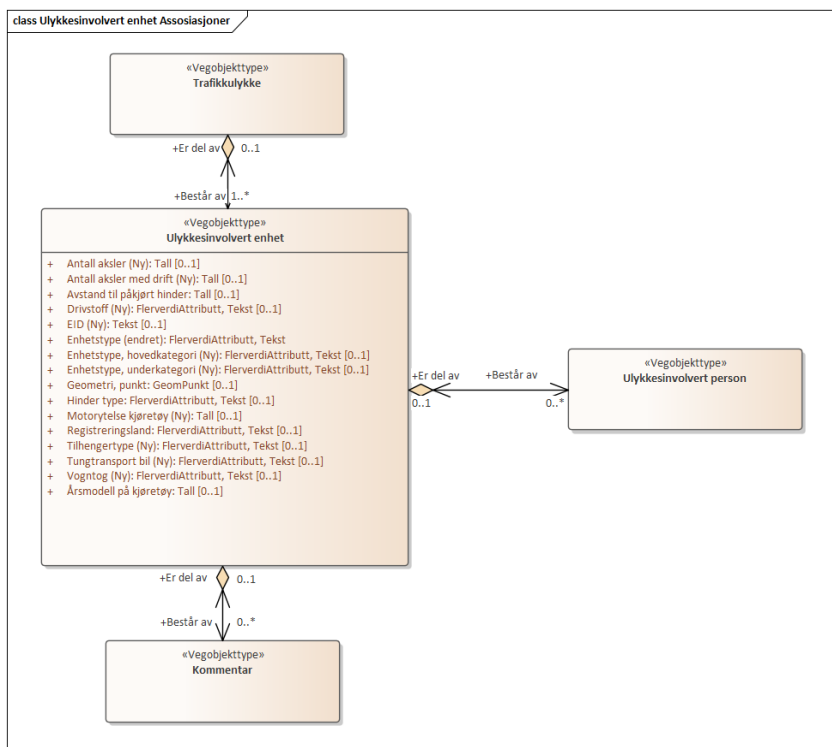 class Ulykkesinvolvert enhet Assosiasjoner
«Vegobjekttype»
Trafikkulykke
+Er del av 0..1
+Består av 1..*
«Vegobjekttype»
Ulykkesinvolvert enhet
+ Antall aksler (Ny): Tall [0..1]
+ Antall aksler med drift (Ny): Tall [0..1]
+ Avstand til påkjørt hinder: Tall [0..1]
+ Drivstoff (Ny): FlerverdiAttributt, Tekst [0..1]
+ EID (Ny): Tekst [0..1]
+ Enhetstype (endret): FlerverdiAttributt, Tekst
+ Enhetstype, hovedkategori (Ny): FlerverdiAttributt, Tekst [0..1]
+ Enhetstype, underkategori (Ny): FlerverdiAttributt, Tekst [0..1]
+ Geometri, punkt: GeomPunkt [0..1]
+ Hinder type: FlerverdiAttributt, Tekst [0..1]
+ Motorytelse kjøretøy (Ny): Tall [0..1]
+ Registreringsland: FlerverdiAttributt, Tekst [0..1]
+ Tilhengertype (Ny): FlerverdiAttributt, Tekst [0..1]
+ Tungtransport bil (Ny): FlerverdiAttributt, Tekst [0..1]
+ Vogntog (Ny): FlerverdiAttributt, Tekst [0..1]
+ Årsmodell på kjøretøy: Tall [0..1]
+Er del av +Består av
0..1 0..*
«Vegobjekttype»
Ulykkesinvolvert person
+Er del av 0..1
+Består av 0..*
«Vegobjekttype»
Kommentar